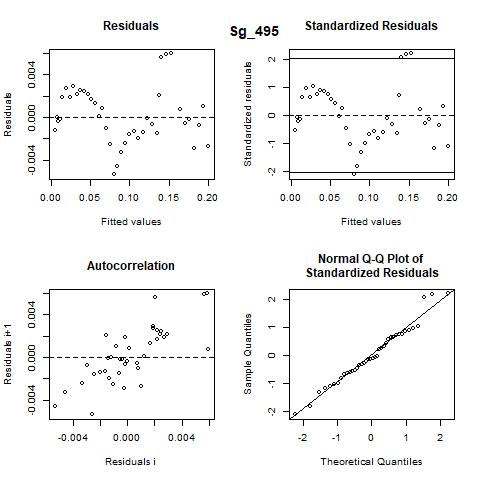 Sg_495
Residuals
Residuals
-0.004 0.000 0.004
0.00 0.05 0.10 0.15 0.20
Fitted values
Standardized Residuals
Standardized residuals
-2 -1 0 1 2
0.00 0.05 0.10 0.15 0.20
Fitted values
Autocorrelation
Residuals i+1
-0.004 0.000 0.004
-0.004 0.000 0.004
Residuals i
Normal Q-Q Plot of
Standardized Residuals
Sample Quantiles
-2 -1 0 1 2
-2 -1 0 1 2
Theoretical Quantiles